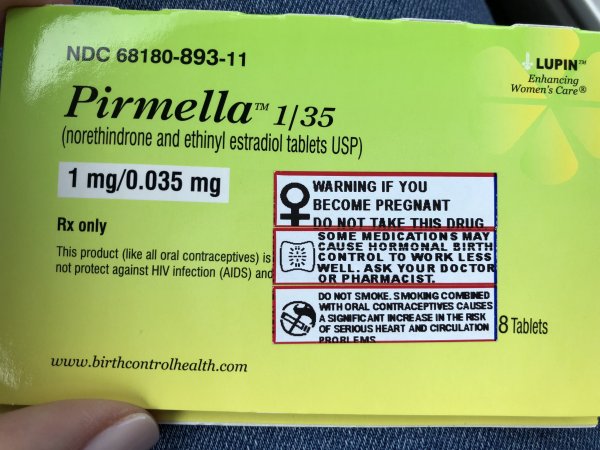 NDC 68180-893-11
LUPIN™
Enhancing
Women's Care®
Pirmella™ 1/35
(norethindrone and ethinyl estradiol tablets USP)
1 mg/0.035 mg
WARNING IF YOU
BECOME PREGNANT
DO NOT TAKE THIS DRUG
Rx only
This product (like all oral contraceptives) is
not protect against HIV infection (AIDS) and
SOME MEDICATIONS MAY
CAUSE HORMONAL BIRTH
CONTROL TO WORK LESS
WELL. ASK YOUR DOCTOR
OR PHARMACIST.
DO NOT SMOKE. SMOKING COMBINED
WITH ORAL CONTRACEPTIVES CAUSES
A SIGNIFICANT INCREASE IN THE RISK
OF SERIOUS HEART AND CIRCULATION
PROBLEMS
8 Tablets
www.birthcontrolhealth.com